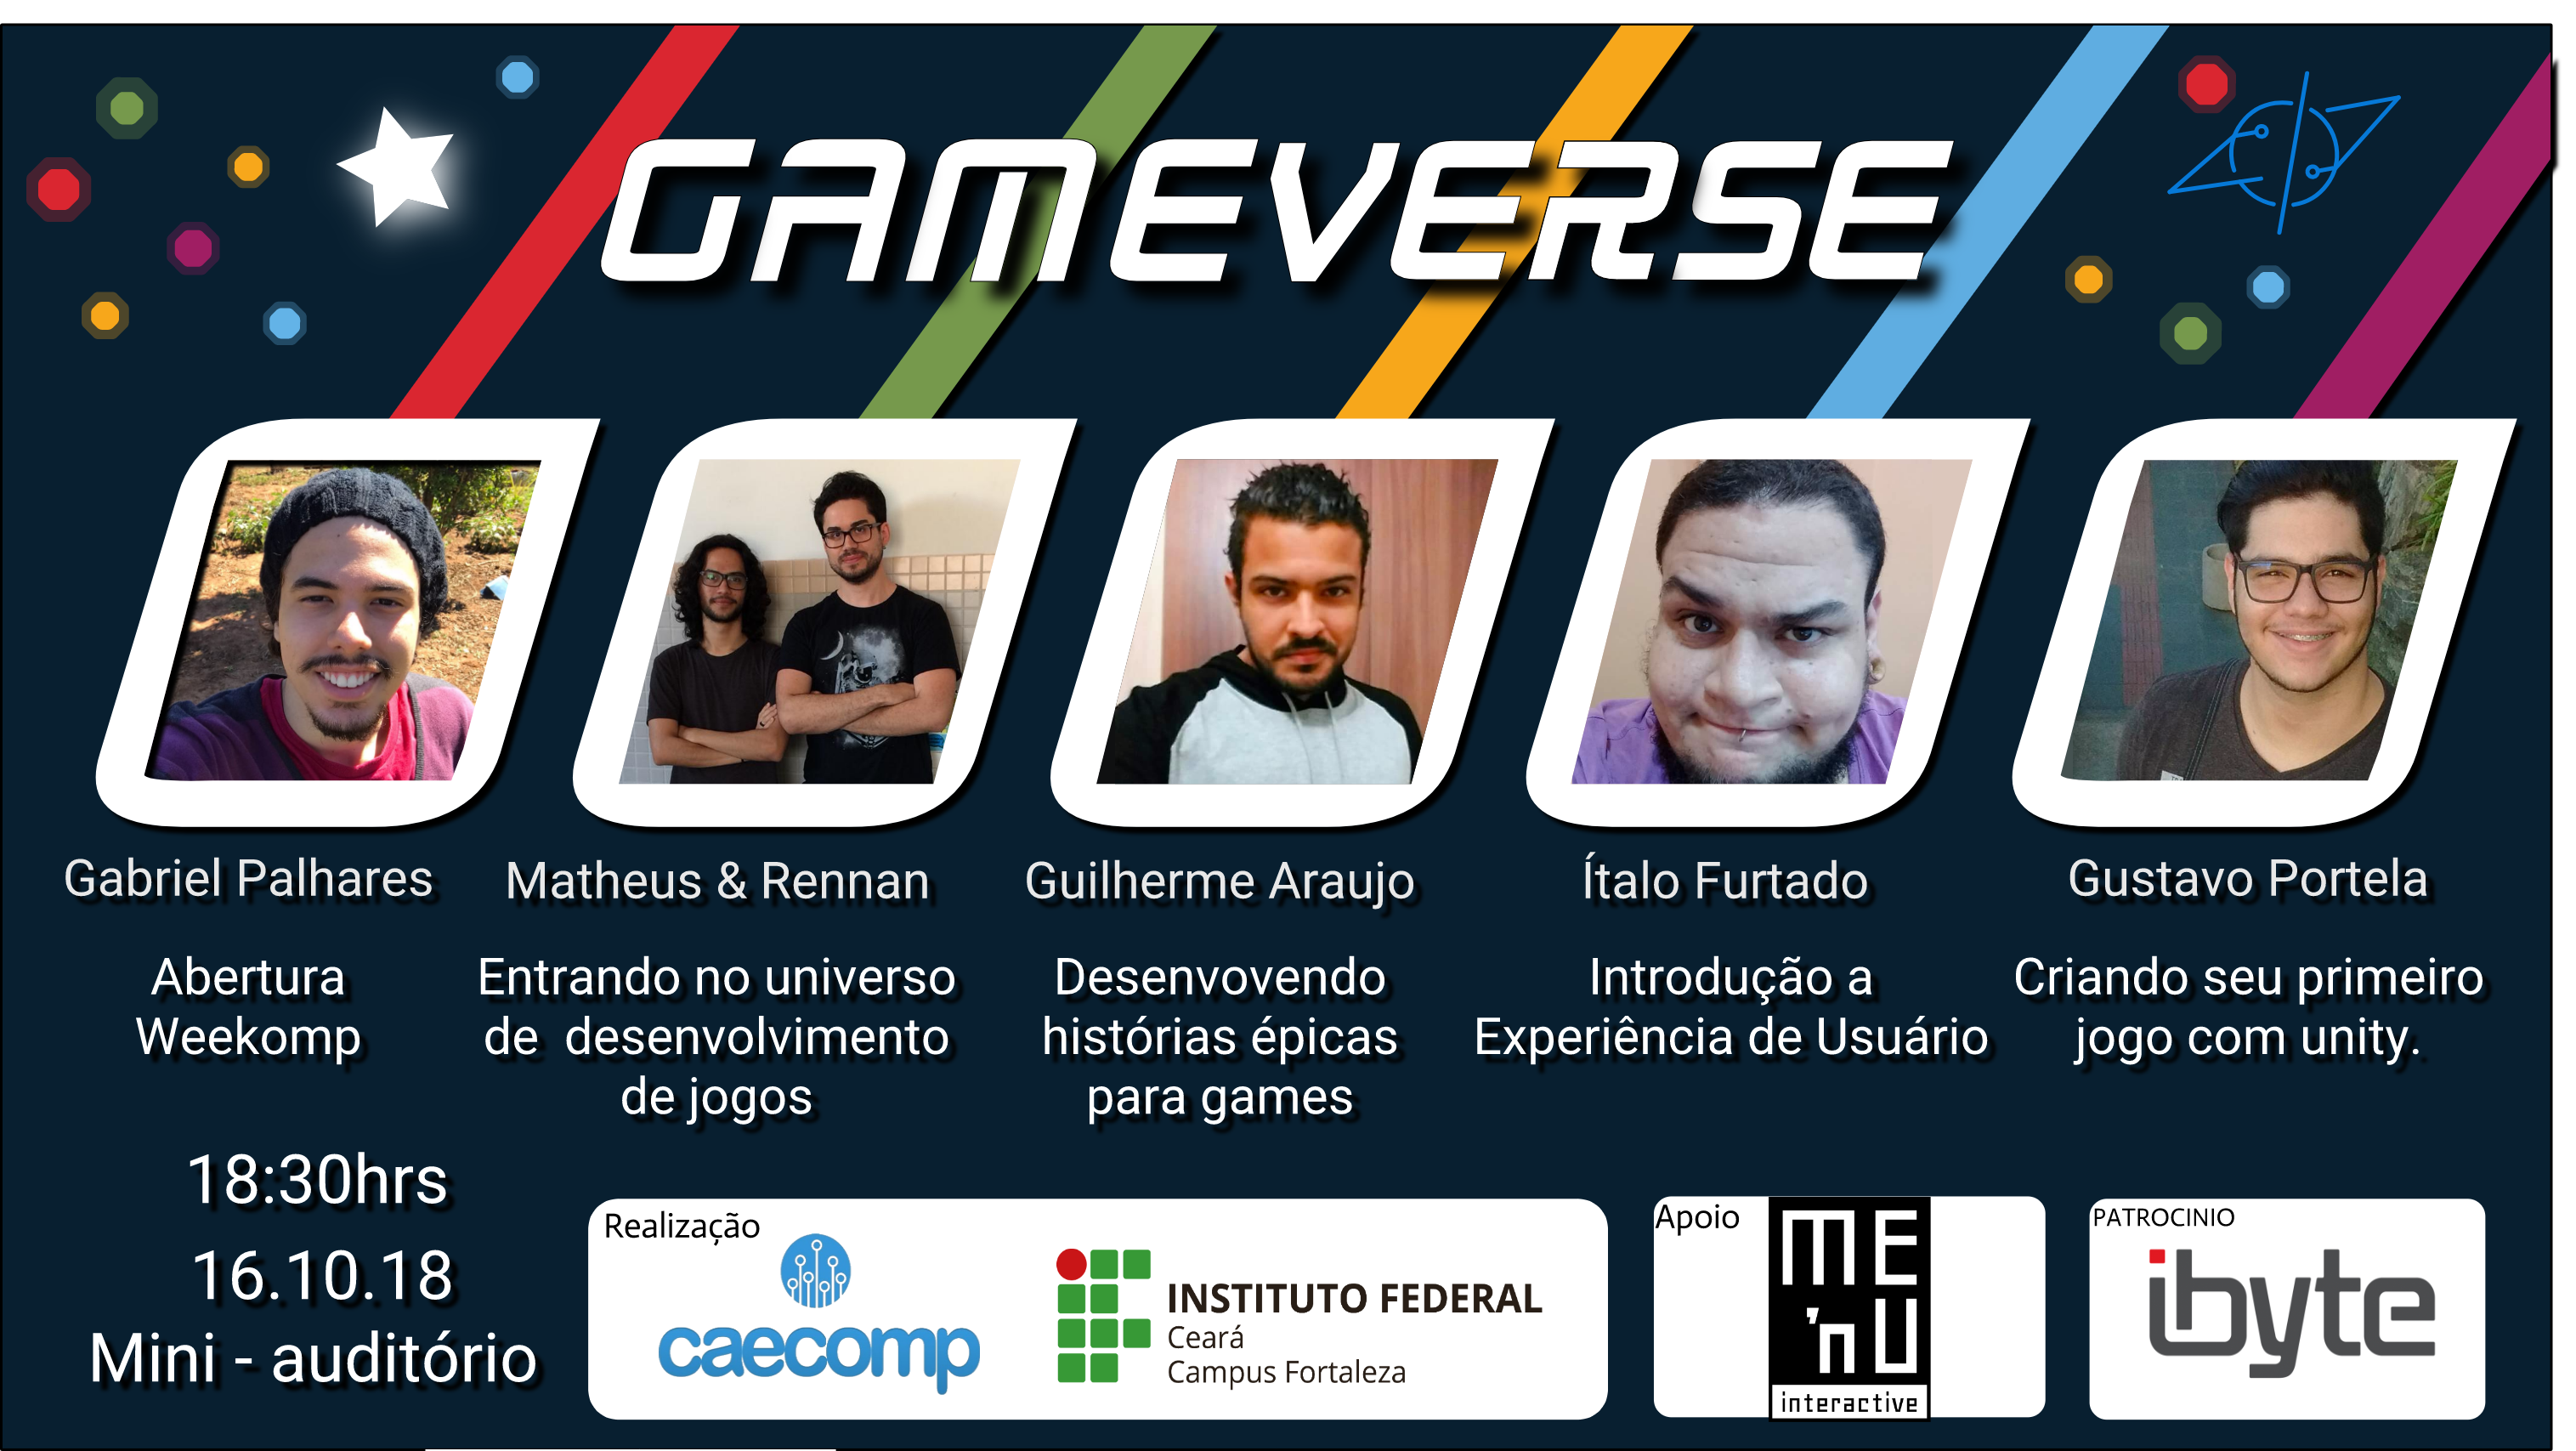 GAMEVERSE
Gabriel Palhares
Abertura
Weekomp
Matheus & Rennan
Entrando no universo
de  desenvolvimento
de jogos
Guilherme Araujo
Desenvovendo
histórias épicas
para games
Ítalo Furtado
Introdução a
Experiência de Usuário
Gustavo Portela
Criando seu primeiro
jogo com unity.
18:30hrs
16.10.18
Mini - auditório
Realização
caecomp
INSTITUTO FEDERAL
Ceará
Campus Fortaleza
Apoio
ME
'nU
interactive
PATROCINIO
ibyte